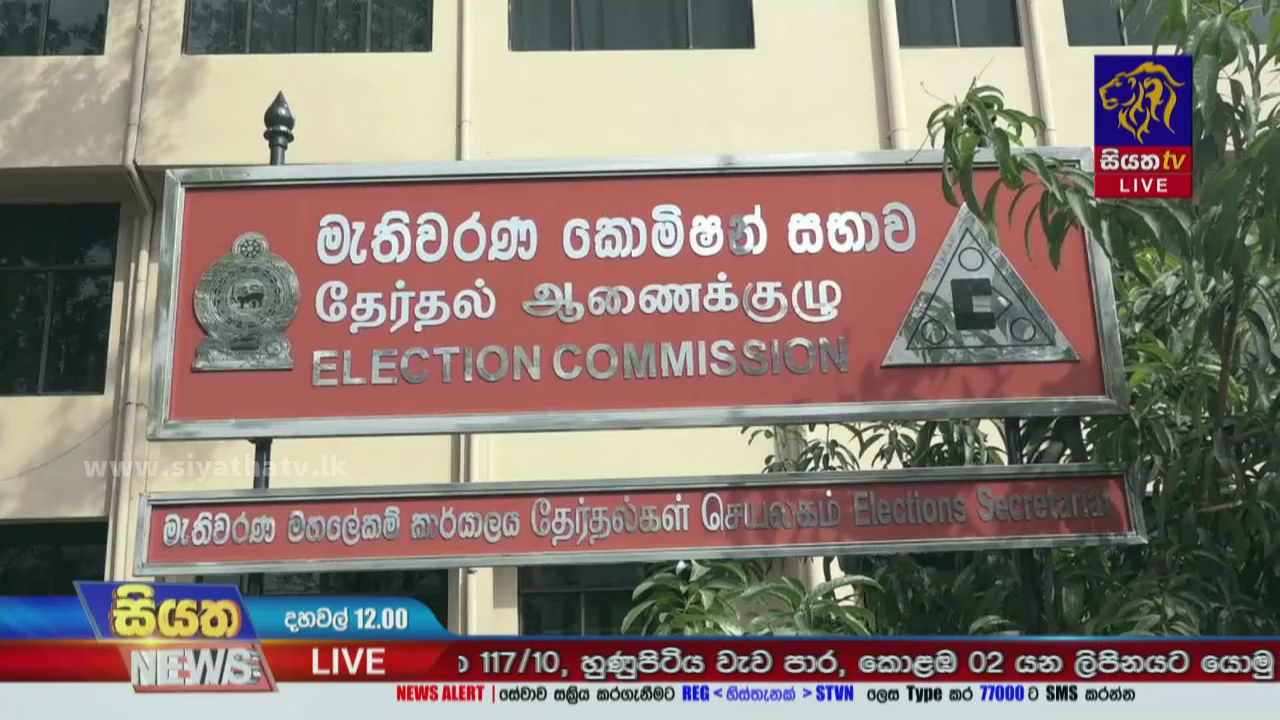 සියත tv
LIVE
මැතිවරණ කොමිෂන් සභාව
தேர்தல் ஆணைக்குழு
ELECTION COMMISSION
www.siyathatv.lk
මැතිවරණ මහලේකම් කාර්යාලය தேர்தல்கள் செயலகம் Elections Secretariat
සියත
NEWS
දහවල් 12.00
LIVE
117/10, හුණුපිටිය වැව පාර, කොළඹ 02 යන ලිපිනයට යොමු
NEWS ALERT | සේවාව සක්‍රිය කරගැනීමට REG < හිස්තැනක් > STVN ලෙස Type කර 77000 ට SMS කරන්න